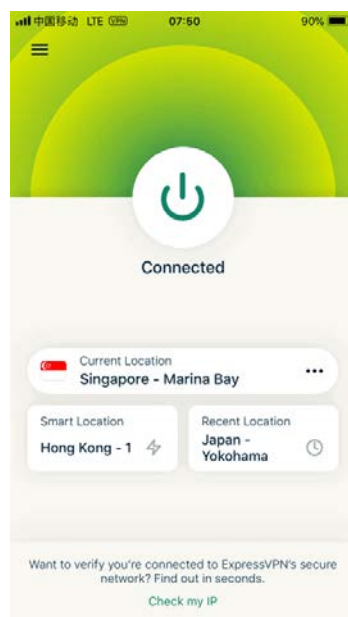 中国移动 LTE VPN 07:50 90%
Connected
Current Location
Singapore - Marina Bay
Smart Location
Hong Kong - 1
Recent Location
Japan -
Yokohama
Want to verify you're connected to ExpressVPN's secure
network? Find out in seconds.
Check my IP